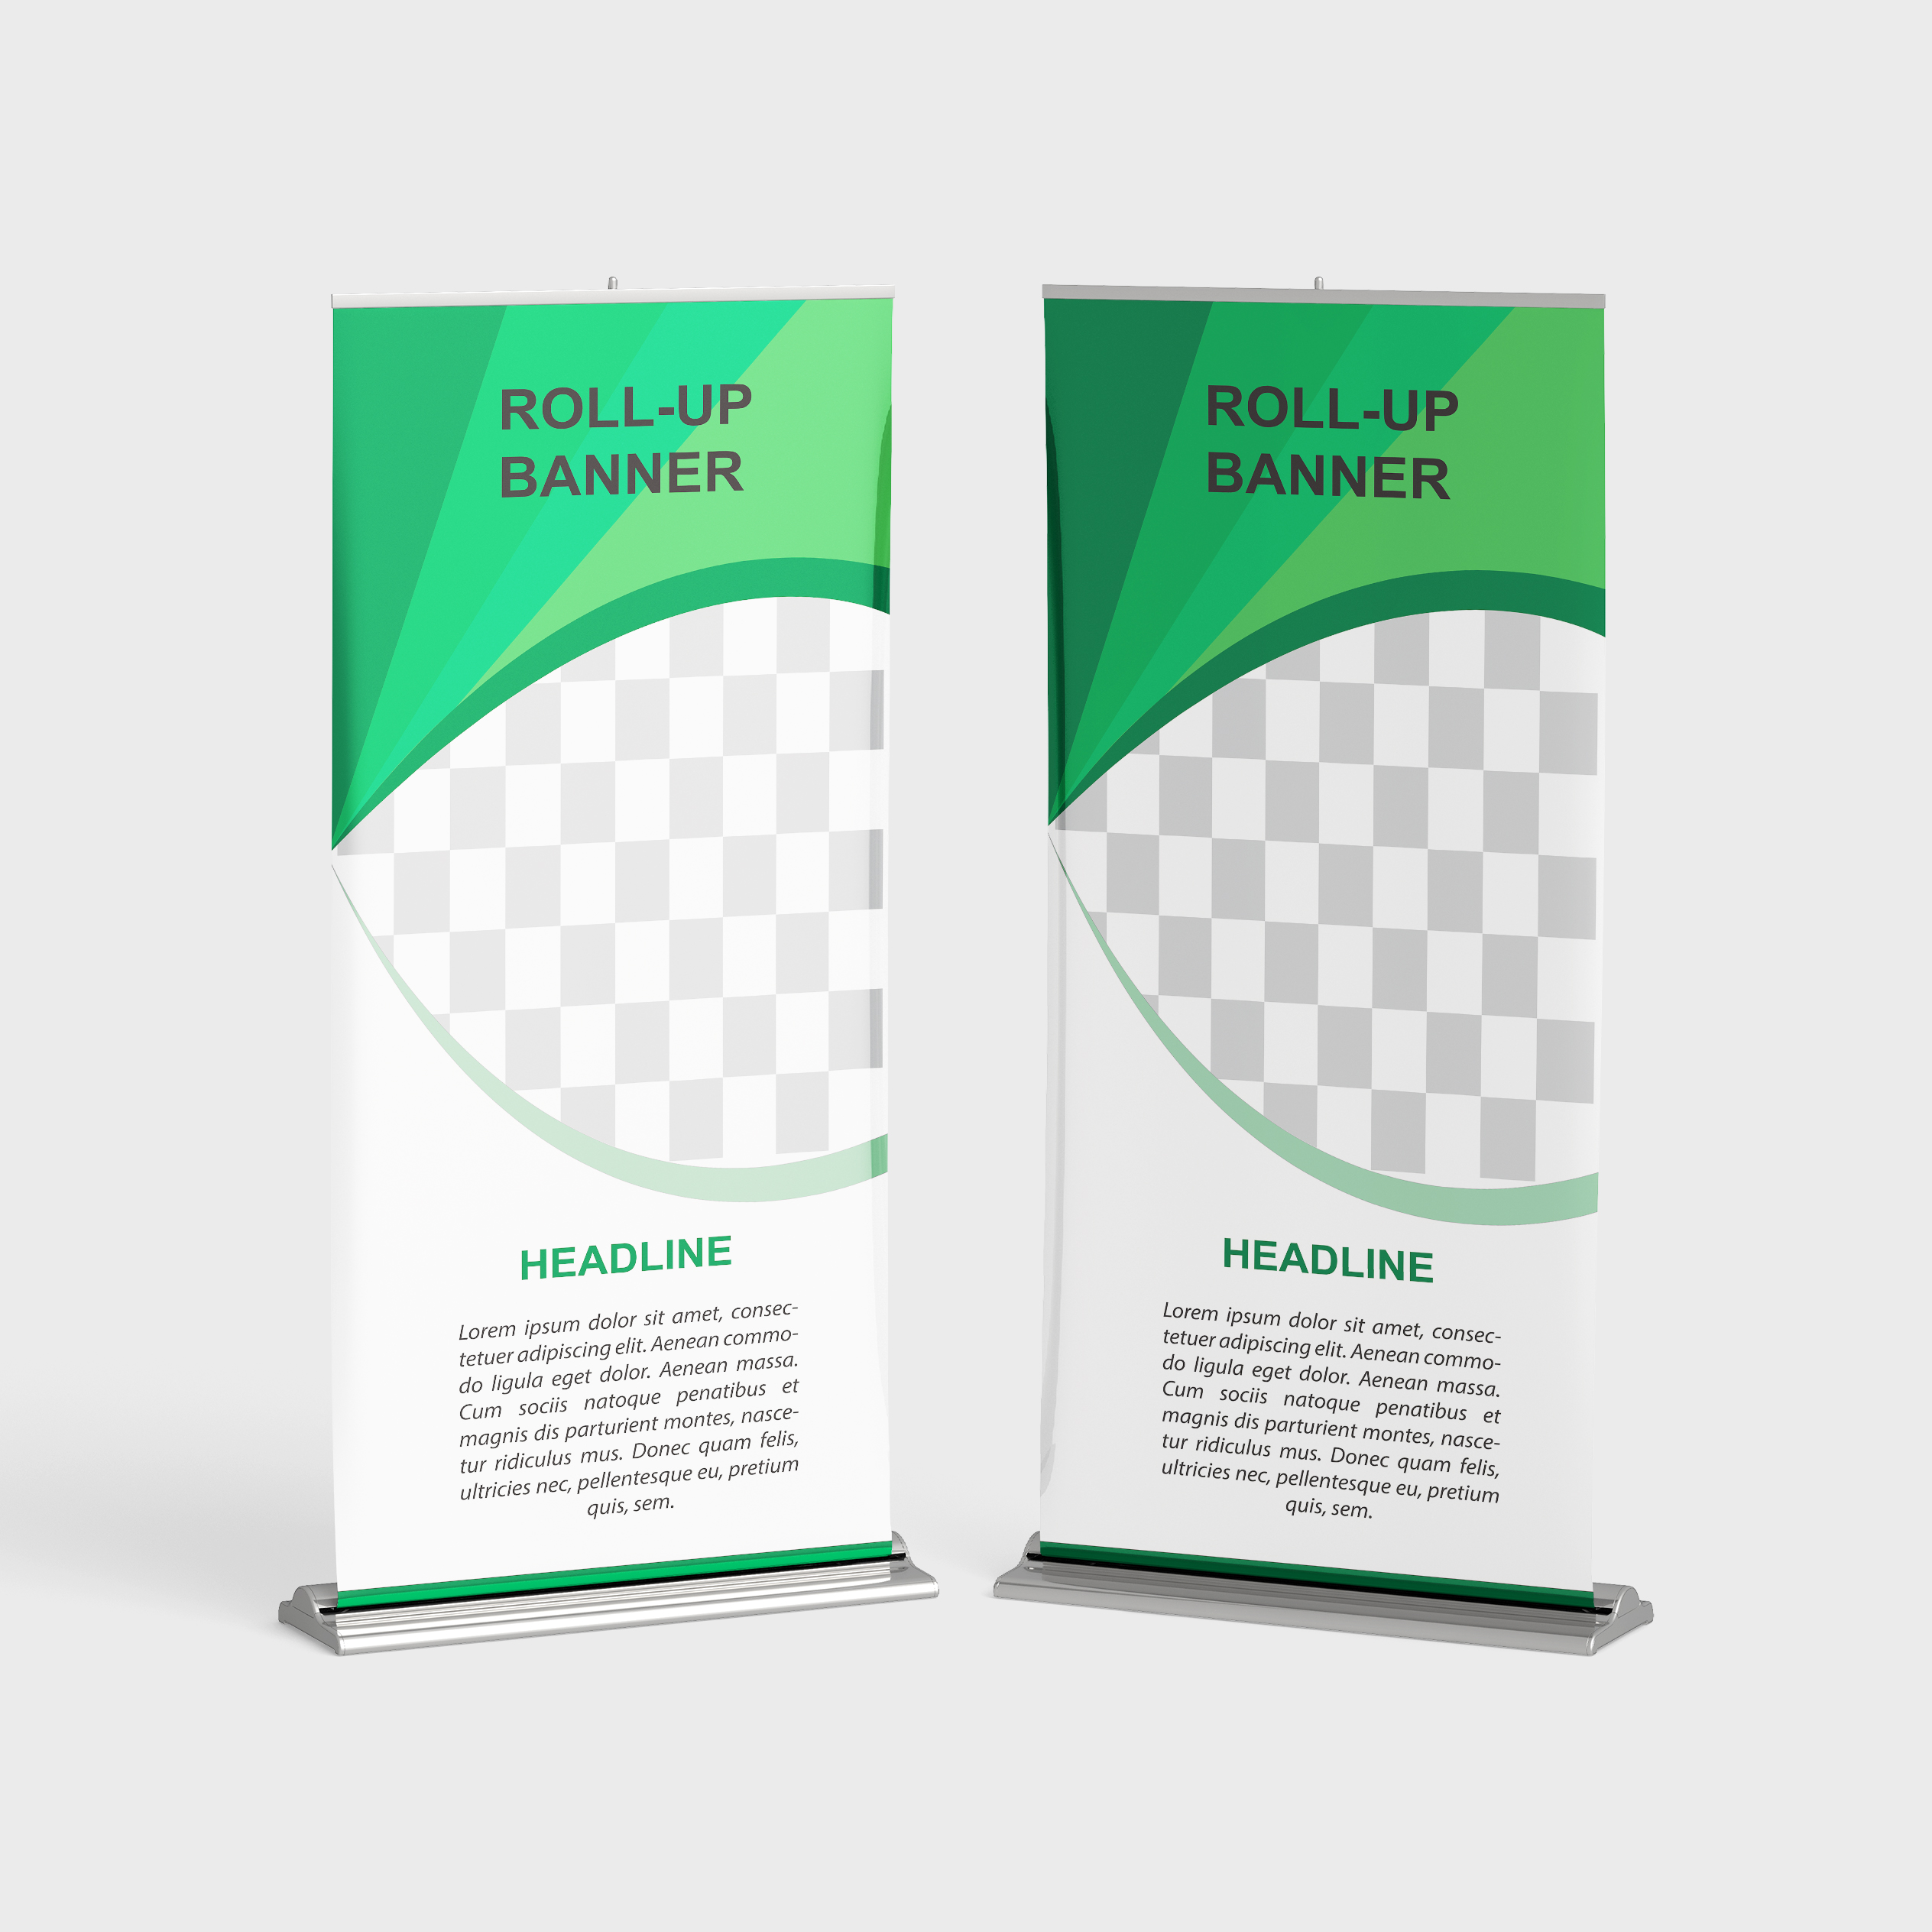 ROLL-UP
BANNER
HEADLINE
Lorem ipsum dolor sit amet, consec-
tetuer adipiscing elit. Aenean commo-
do ligula eget dolor. Aenean massa.
Cum sociis natoque penatibus et
magnis dis parturient montes, nasce-
tur ridiculus mus. Donec quam felis,
ultricies nec, pellentesque eu, pretium
quis, sem.
ROLL-UP
BANNER
HEADLINE
Lorem ipsum dolor sit amet, consec-
tetuer adipiscing elit. Aenean commo-
do ligula eget dolor. Aenean massa.
Cum sociis natoque penatibus et
magnis dis parturient montes, nasce-
tur ridiculus mus. Donec quam felis,
ultricies nec, pellentesque eu, pretium
quis, sem.